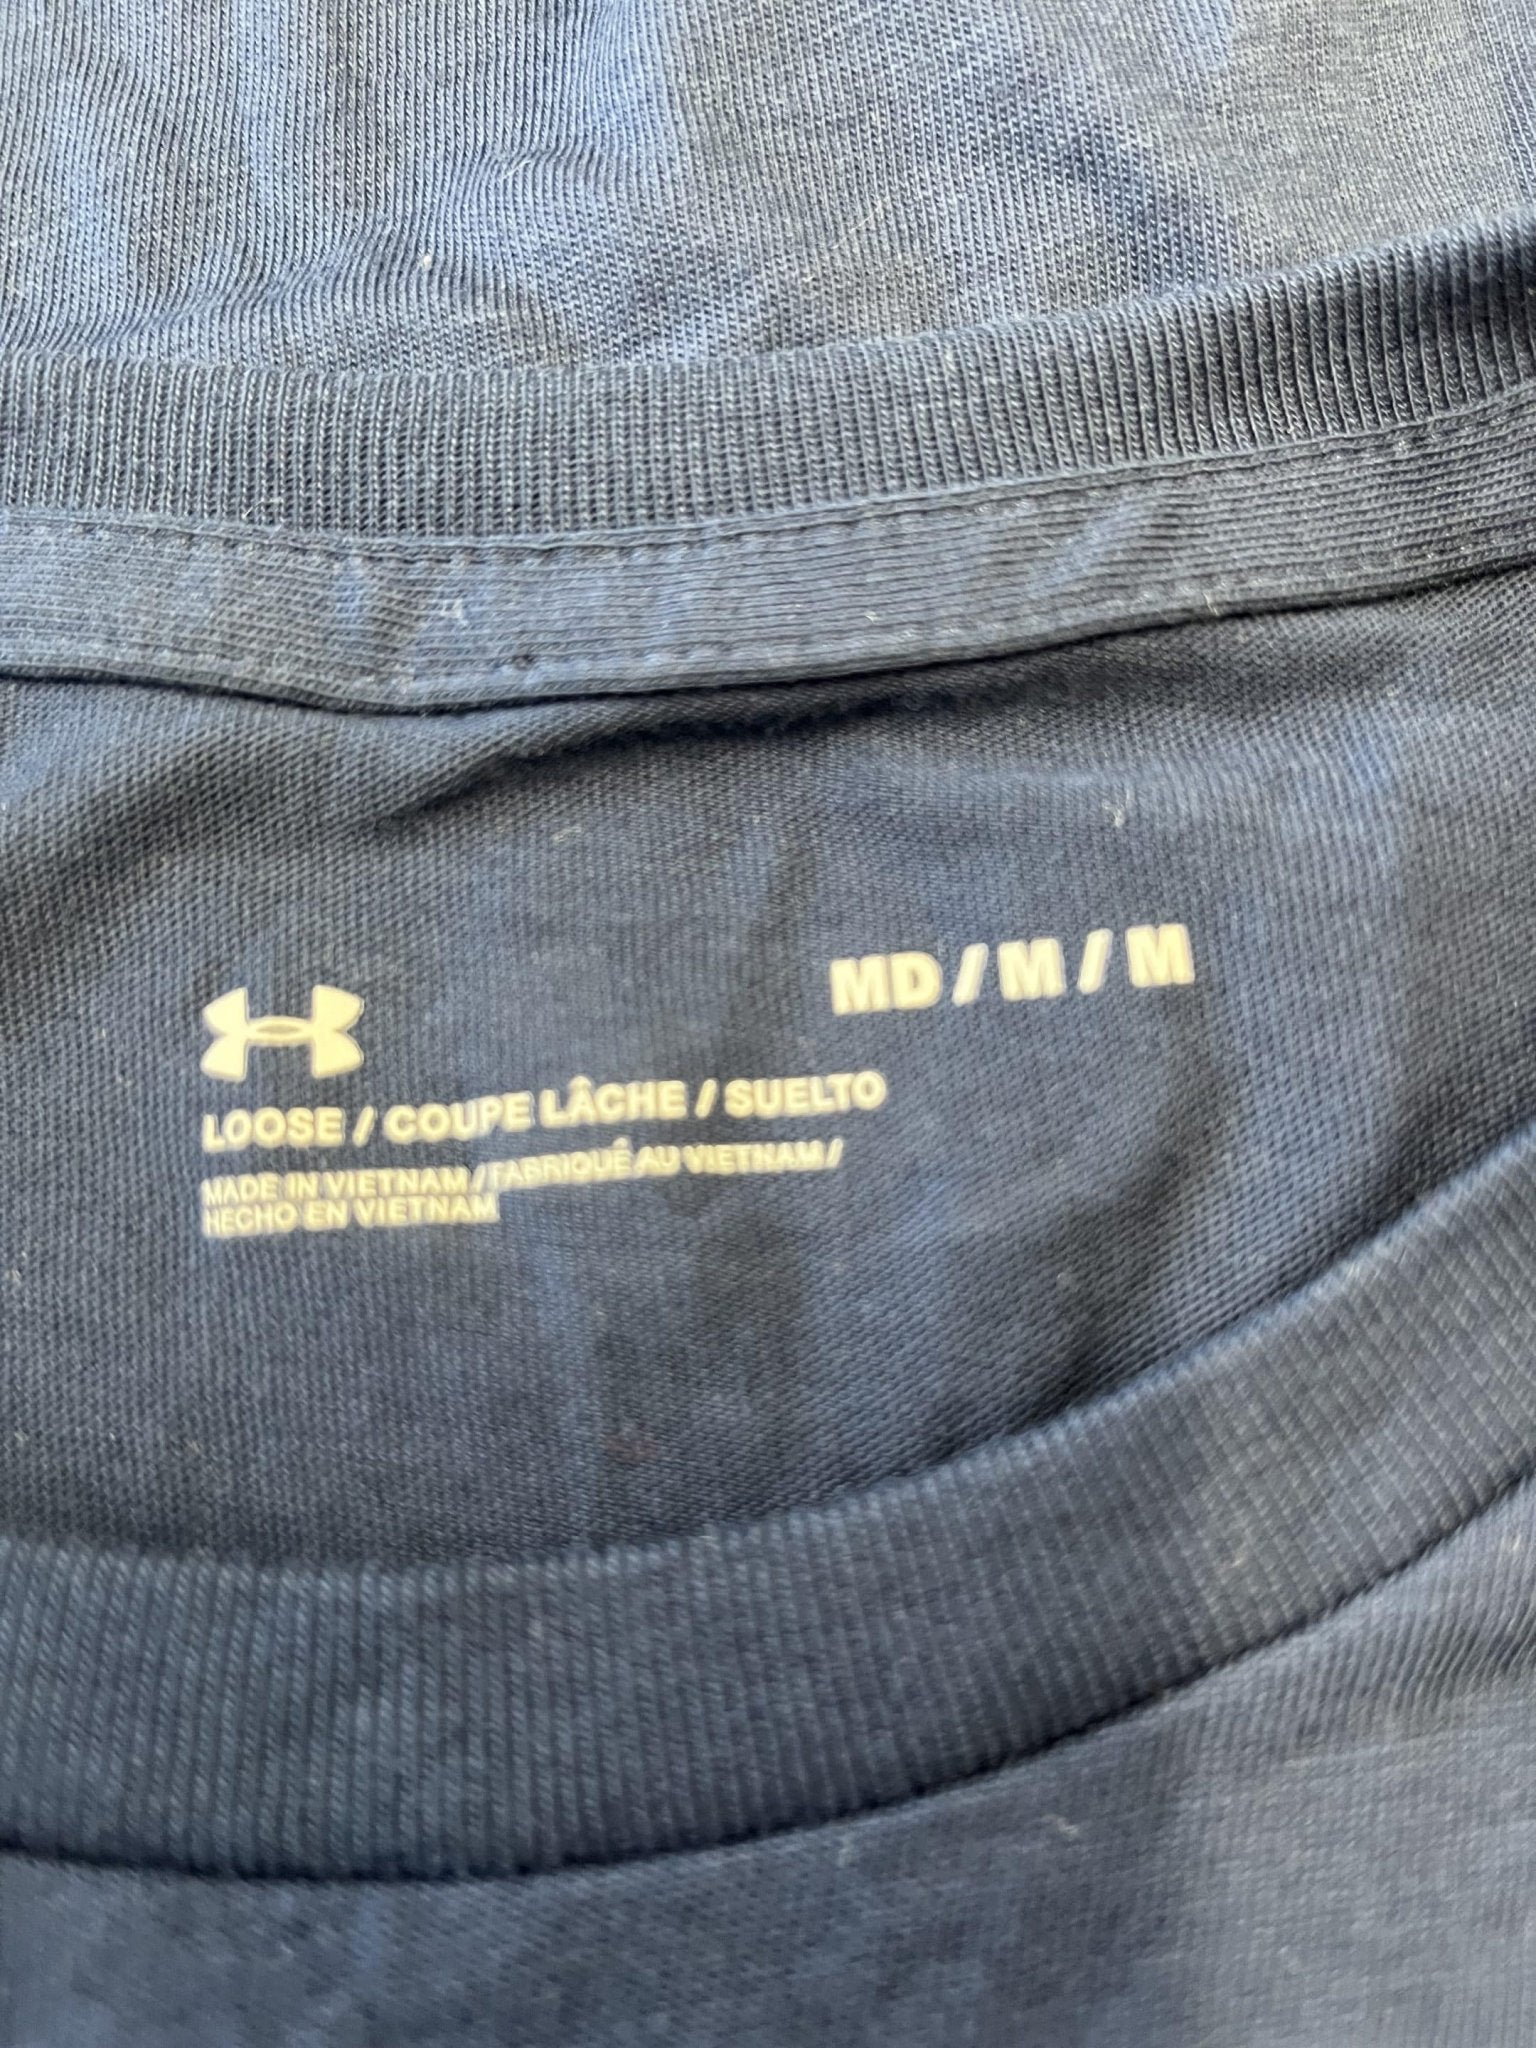 MD / M / M
LOOSE / COUPE LÂCHE / SUELTO
MADE IN VIETNAM / FABRIQUÉ AU VIETNAM /
HECHO EN VIETNAM